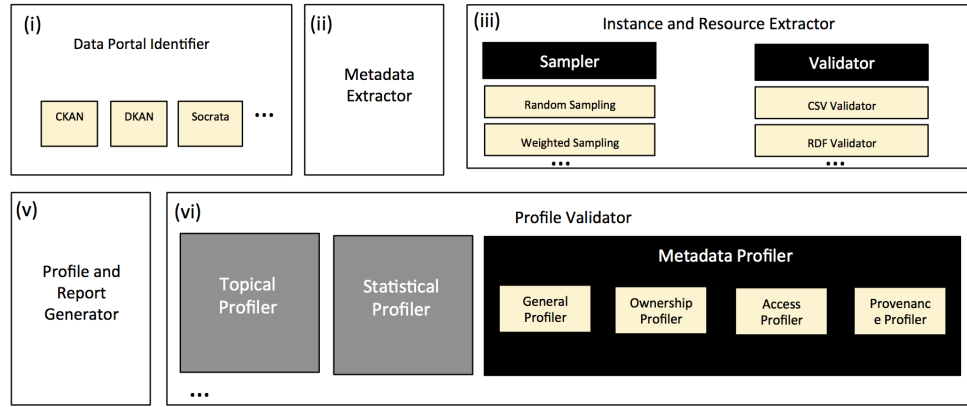 (i)
Data Portal Identifier
CKAN
DKAN
Socrata
...
(ii)
Metadata
Extractor
(iii)
Instance and Resource Extractor
Sampler
Random Sampling
Weighted Sampling
...
Validator
CSV Validator
RDF Validator
...
(v)
Profile and
Report
Generator
(vi)
Profile Validator
Topical
Profiler
Statistical
Profiler
Metadata Profiler
General
Profiler
Ownership
Profiler
Access
Profiler
Provenanc
e Profiler
...